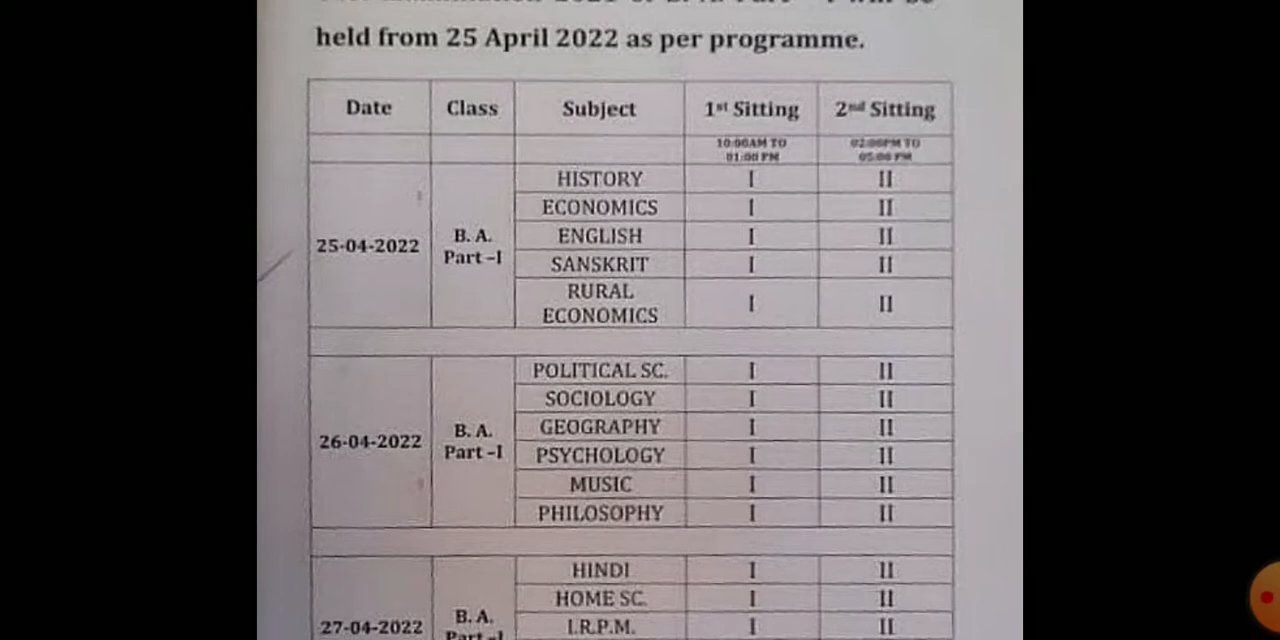 held from 25 April 2022 as per programme.
Date Class Subject 1st Sitting 2nd Sitting
10:00AM TO 02:00PM TO
01:00 PM 05:00 PM
HISTORY I II
ECONOMICS I II
25-04-2022 B. A. ENGLISH I II
Part –I SANSKRIT I II
RURAL
ECONOMICS I II
POLITICAL SC. I II
SOCIOLOGY I II
GEOGRAPHY I II
26-04-2022 B. A.
Part –I PSYCHOLOGY I II
MUSIC I II
PHILOSOPHY I II
HINDI I II
HOME SC. I II
27-04-2022 B. A. I.R.P.M. I II
Part –I